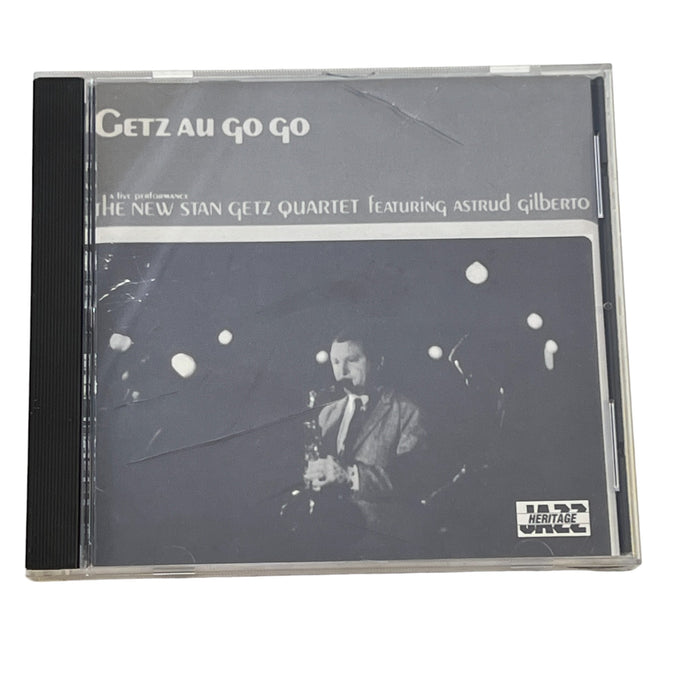 GETZ AU GO GO
A live performance
THE NEW STAN GETZ QUARTET featuring ASTRUD GILBERTO
JAZZ
HERITAGE